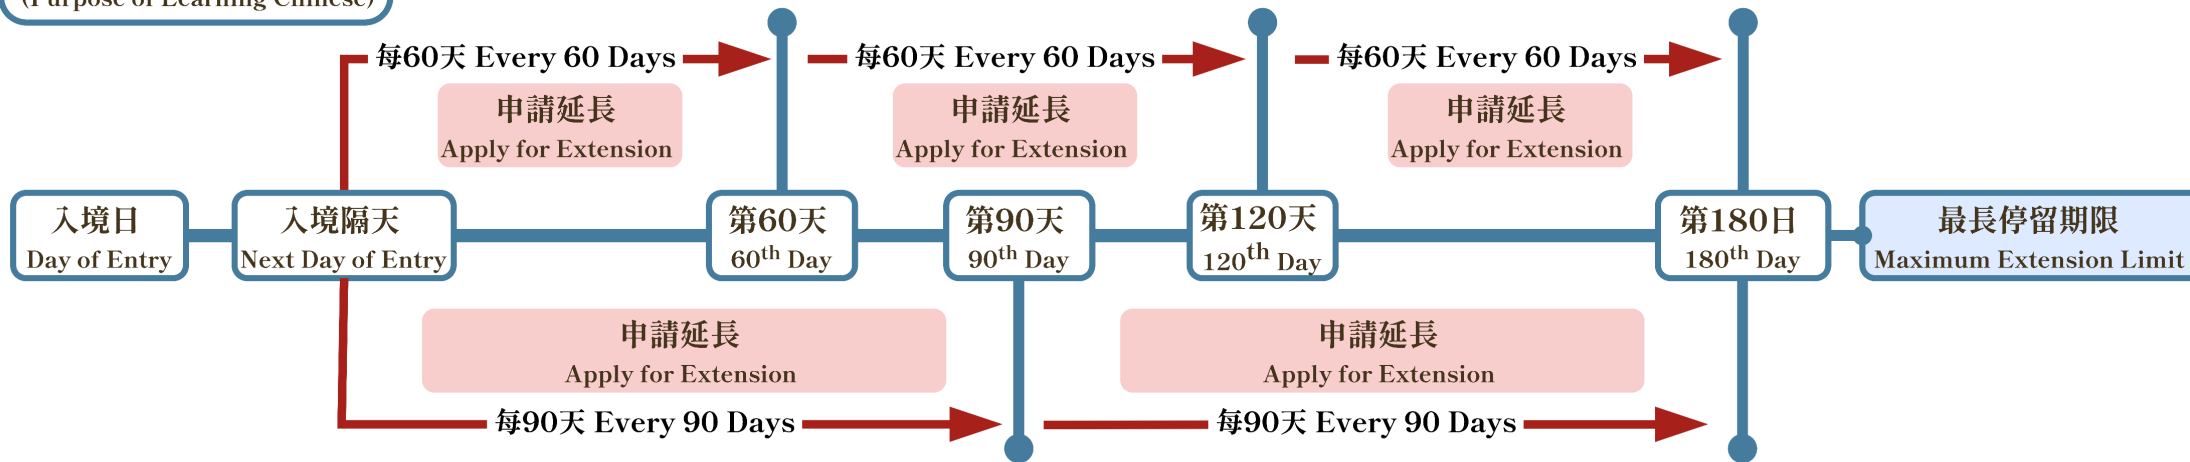 (Purpose of Learning Chinese)
每60天 Every 60 Days
每60天 Every 60 Days
每60天 Every 60 Days
申請延長
Apply for Extension
申請延長
Apply for Extension
申請延長
Apply for Extension
入境日
Day of Entry
入境隔天
Next Day of Entry
第60天
60th Day
第90天
90th Day
第120天
120th Day
第180日
180th Day
最長停留期限
Maximum Extension Limit
申請延長
Apply for Extension
申請延長
Apply for Extension
每90天 Every 90 Days
每90天 Every 90 Days